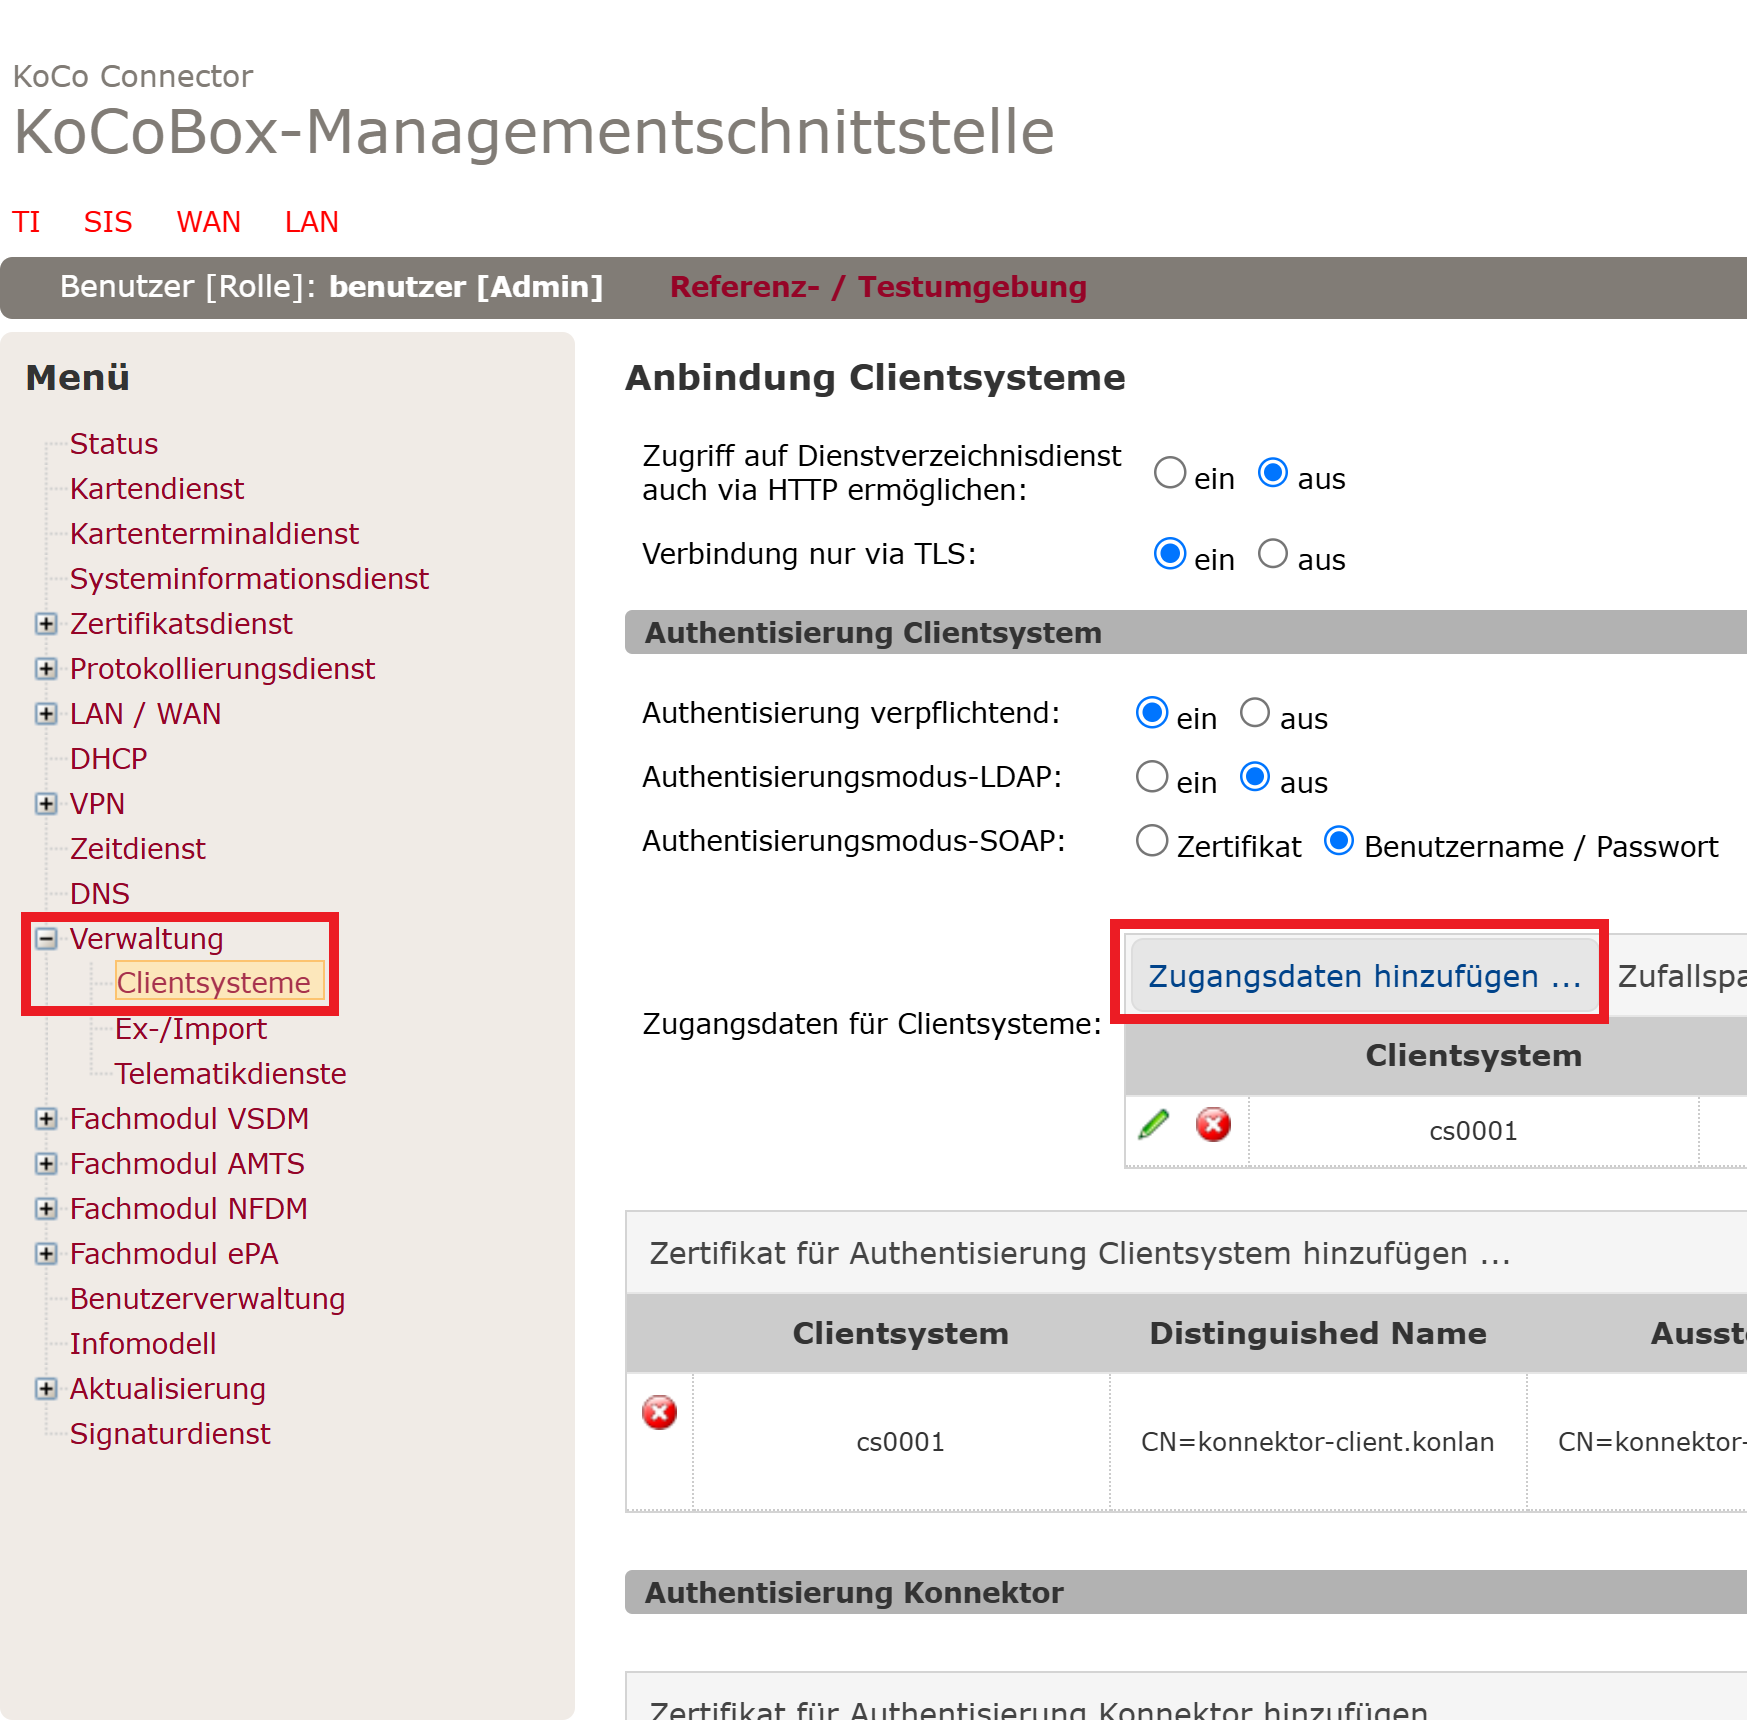 KoCo Connector
KoCoBox-Managementschnittstelle
TI SIS WAN LAN
Benutzer [Rolle]: benutzer [Admin] Referenz- / Testumgebung
Menü
Status
Kartendienst
Kartenterminaldienst
Systeminformationsdienst
Zertifikatsdienst
Protokollierungsdienst
LAN / WAN
DHCP
VPN
Zeitdienst
DNS
Verwaltung
Clientsysteme
Ex-/Import
Telematikdienste
Fachmodul VSDM
Fachmodul AMTS
Fachmodul NFDM
Fachmodul ePA
Benutzerverwaltung
Infomodell
Aktualisierung
Signaturdienst
Anbindung Clientsysteme
Zugriff auf Dienstverzeichnisdienst
auch via HTTP ermöglichen: ein aus
Verbindung nur via TLS: ein aus
Authentisierung Clientsystem
Authentisierung verpflichtend: ein aus
Authentisierungsmodus-LDAP: ein aus
Authentisierungsmodus-SOAP: Zertifikat Benutzername / Passwort
Zugangsdaten für Clientsysteme:
Zugangsdaten hinzufügen ... Zufallspa
Clientsystem
cs0001
Zertifikat für Authentisierung Clientsystem hinzufügen ...
Clientsystem Distinguished Name Ausst
cs0001 CN=konnektor-client.konlan CN=konnektor-
Authentisierung Konnektor
Zertifikat für Authentisierung Konnektor hinzufügen